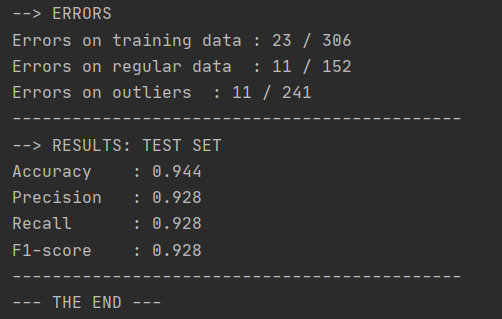 --> ERRORS
Errors on training data : 23 / 306
Errors on regular data  : 11 / 152
Errors on outliers  : 11 / 241
---------------------------------------------
--> RESULTS: TEST SET
Accuracy    : 0.944
Precision   : 0.928
Recall      : 0.928
F1-score    : 0.928
---------------------------------------------
--- THE END ---